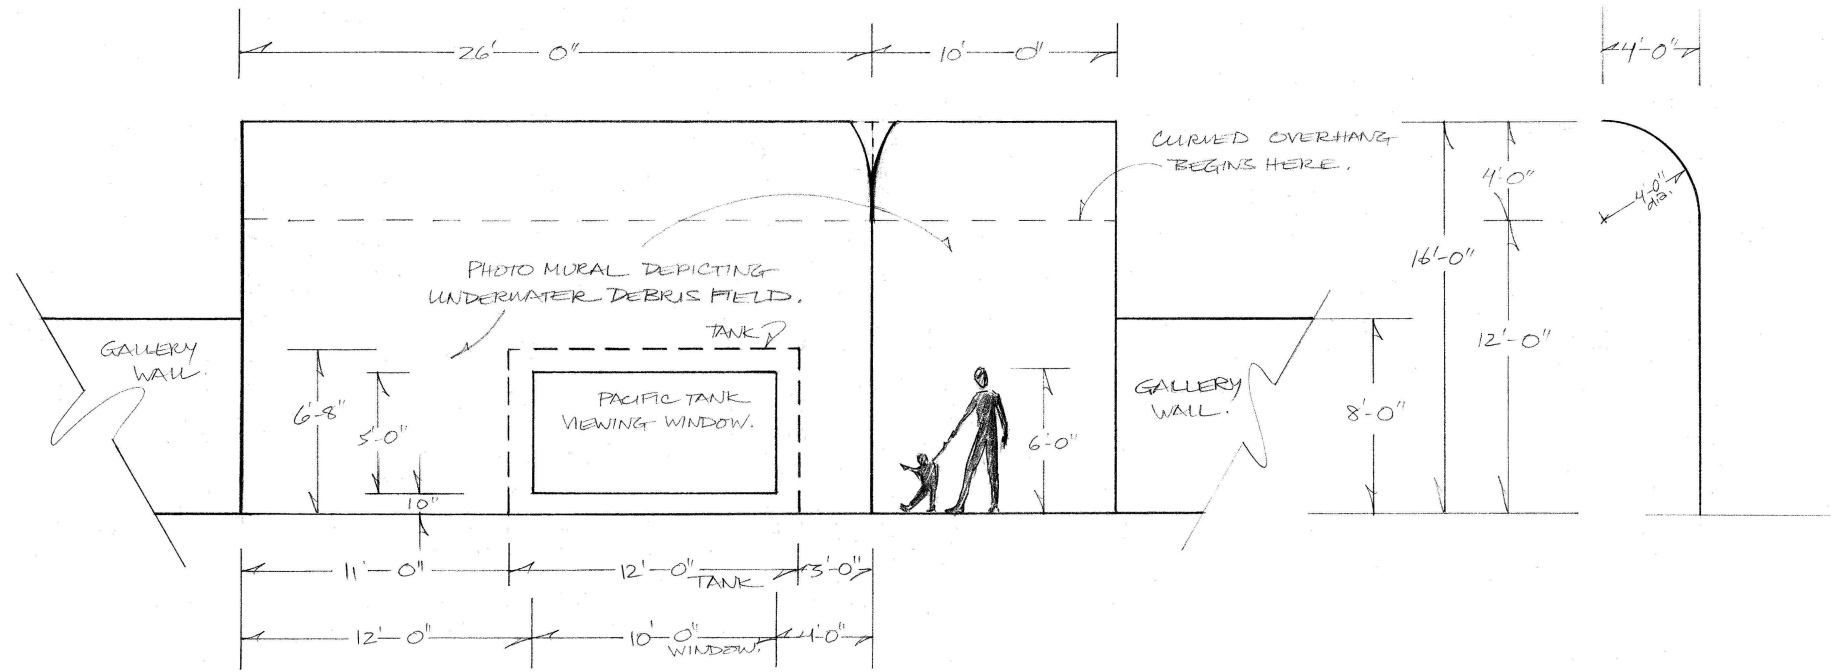 26'-0"
10'-0"
4'-0"
CURVED OVERHANG
BEGINS HERE.
4'-0"
4'-0"
dia.
16'-0"
PHOTO MURAL DEPICTING
UNDERWATER DEBRIS FIELD.
TANK
GALLERY
WALL.
12'-0"
PACIFIC TANK
VIEWING WINDOW.
GALLERY
WALL.
6'-8"
5'-0"
6'-0"
8'-0"
10"
11'-0"
12'-0"
TANK
3'-0"
12'-0"
10'-0"
WINDOW.
4'-0"